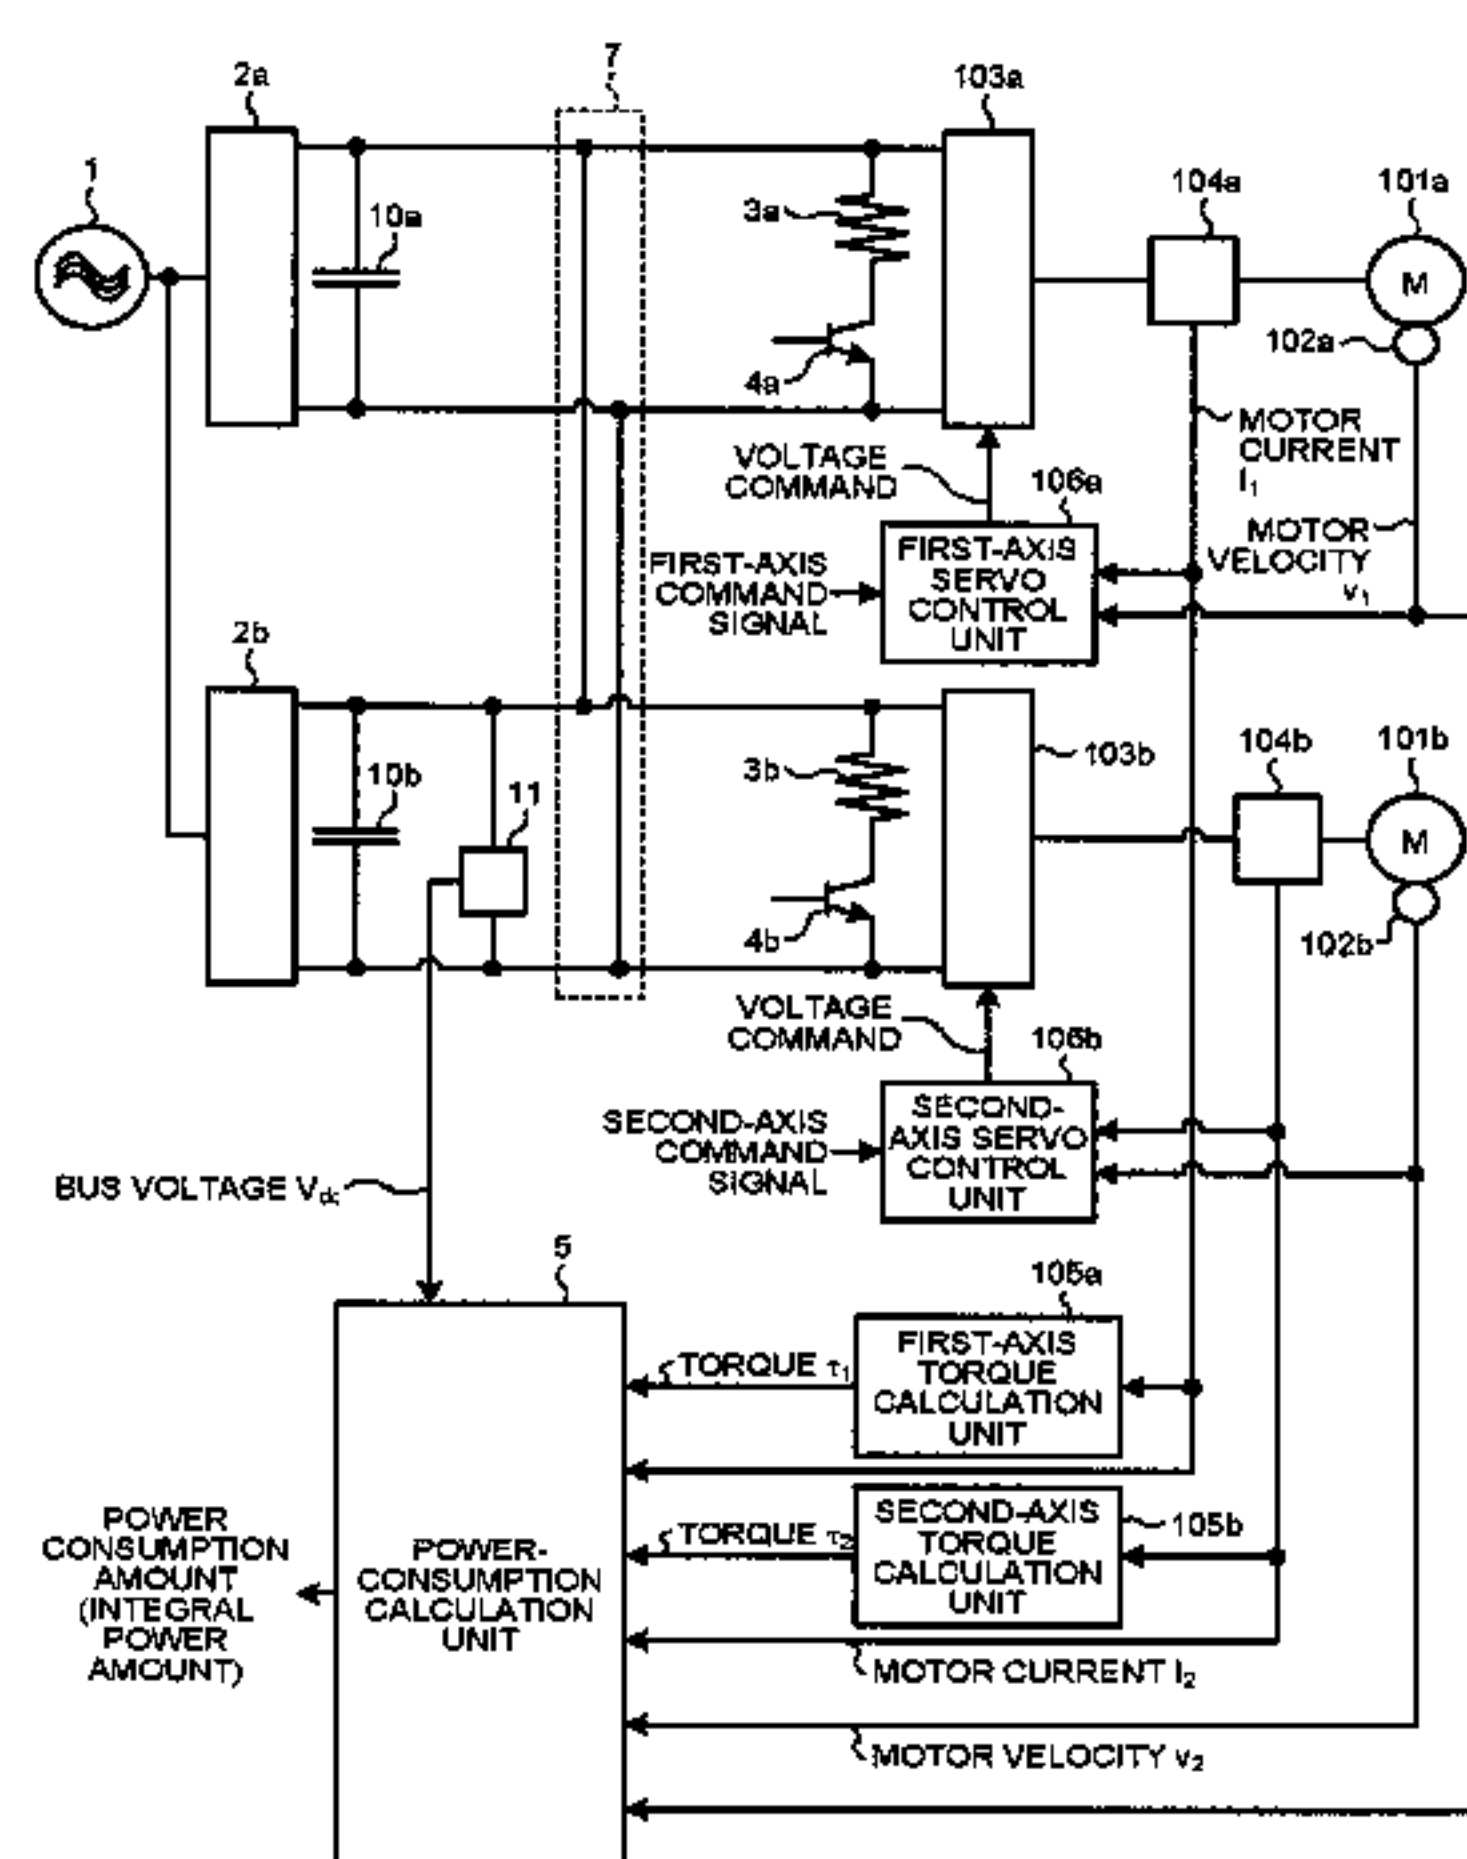 7
2a
103a
1
104a
101a
10a
3a
M
102a
4a
MOTOR
CURRENT
I₁
VOLTAGE
COMMAND
106a
MOTOR
VELOCITY
v₁
FIRST-AXIS
COMMAND
SIGNAL
FIRST-AXIS
SERVO
CONTROL
UNIT
2b
103b
104b
101b
10b
11
3b
M
4b
102b
VOLTAGE
COMMAND
106b
SECOND-AXIS
COMMAND
SIGNAL
SECOND-
AXIS SERVO
CONTROL
UNIT
BUS VOLTAGE Vdc
5
105a
TORQUE τ₁
FIRST-AXIS
TORQUE
CALCULATION
UNIT
POWER
CONSUMPTION
AMOUNT
(INTEGRAL
POWER
AMOUNT)
POWER-
CONSUMPTION
CALCULATION
UNIT
TORQUE τ₂
SECOND-AXIS
TORQUE
CALCULATION
UNIT
105b
MOTOR CURRENT I₂
MOTOR VELOCITY v₂